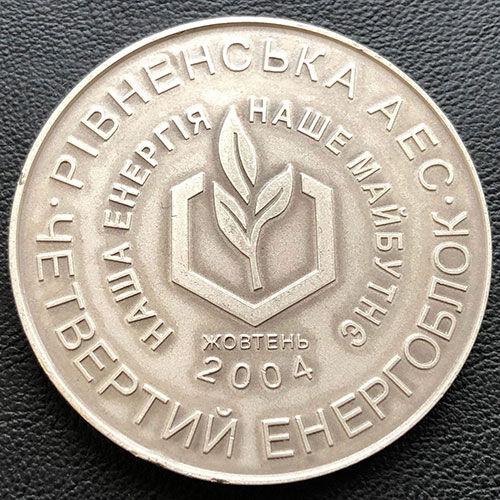 РІВНЕНСЬКА АЕС
ЧЕТВЕРТИЙ ЕНЕРГОБЛОК
НАША ЕНЕРГІЯ
НАШЕ МАЙБУТНЄ
ЖОВТЕНЬ
2004